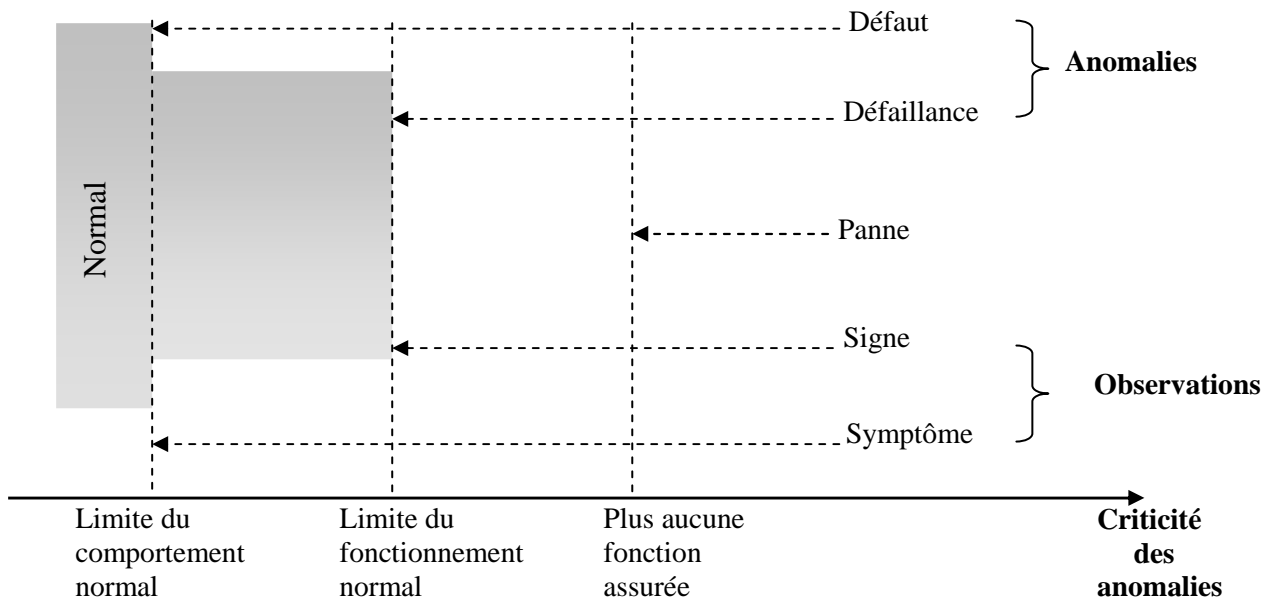 Défaut
Anomalies
Défaillance
Normal
Panne
Signe
Observations
Symptôme
Limite du
comportement
normal
Limite du
fonctionnement
normal
Plus aucune
fonction
assurée
Criticité
des
anomalies